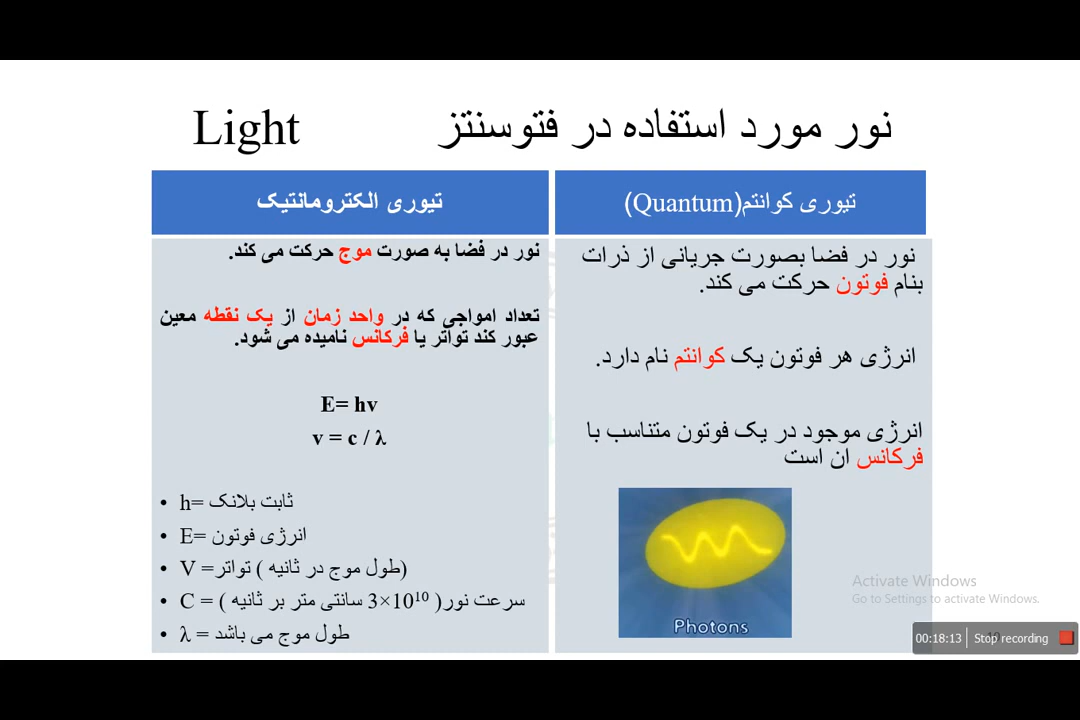 نور مورد استفاده در فتوسنتز Light
تیوری کوانتم(Quantum)
نور در فضا بصورت جریانی از ذرات
بنام فوتون حرکت می کند.
انرژی هر فوتون یک کوانتم نام دارد.
انرژی موجود در یک فوتون متناسب با
فرکانس ان است
Photons
تیوری الکترومانتیک
نور در فضا به صورت موج حرکت می کند.
تعداد امواجی که در واحد زمان از یک نقطه معین
عبور کند تواتر یا فرکانس نامیده می شود.
E= hv
v = c / λ
• h= ثابت بلانک
• E= انرژی فوتون
• V = تواتر ( طول موج در ثانیه)
• C = ( سرعت نور( 3×10¹⁰ سانتی متر بر ثانیه
• λ = طول موج می باشد
Activate Windows
Go to Settings to activate Windows.
00:18:13 Stop recording